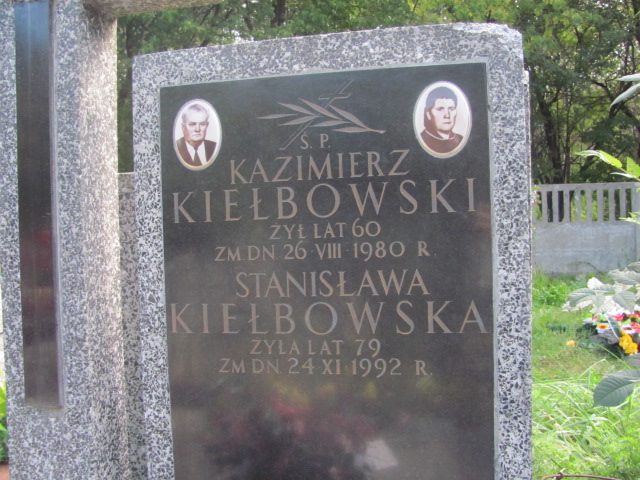 Ś. P.
KAZIMIERZ
KIEŁBOWSKI
ŻYŁ LAT 60
ZM DN 26 VIII 1980 R.
STANISŁAWA
KIEŁBOWSKA
ŻYŁA LAT 79
ZM DN 24 XI 1992 R.